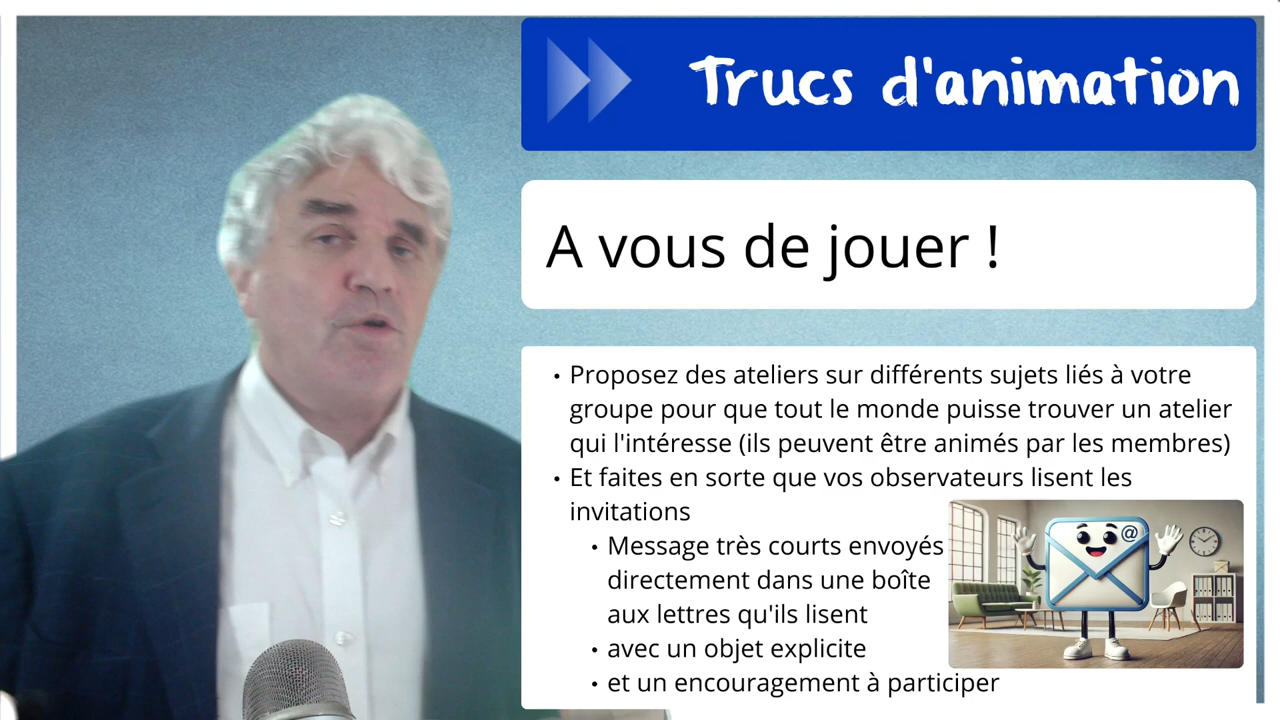 Trucs d'animation
A vous de jouer !
• Proposez des ateliers sur différents sujets liés à votre
groupe pour que tout le monde puisse trouver un atelier
qui l'intéresse (ils peuvent être animés par les membres)
• Et faites en sorte que vos observateurs lisent les
invitations
• Message très courts envoyés
directement dans une boîte
aux lettres qu'ils lisent
• avec un objet explicite
• et un encouragement à participer
@